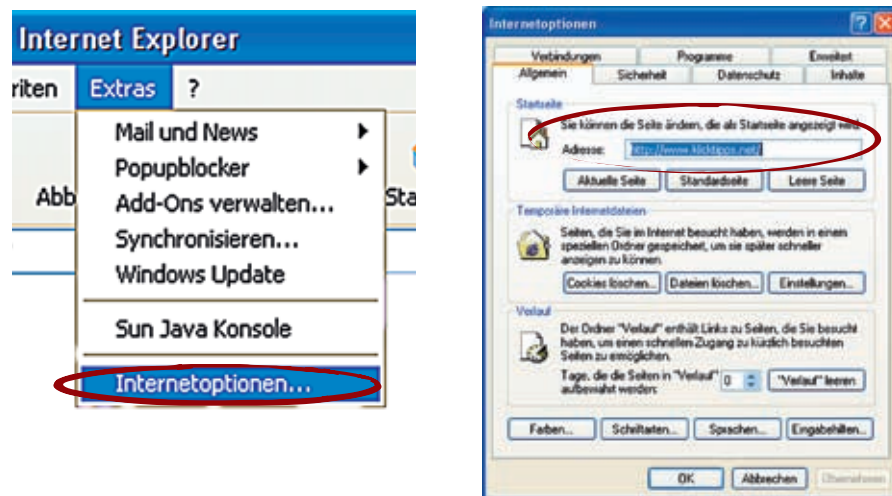 Internet Explorer
riten Extras ?
Mail und News
Popupblocker
Abb
Add-Ons verwalten...
Sta
Synchronisieren...
Windows Update
Sun Java Konsole
Internetoptionen...
Internetoptionen
Verbindungen Programme Erweitert
Allgemein Sicherheit Datenschutz Inhalte
Startseite
Sie können die Seite ändern, die als Startseite angezeigt wird.
Adresse: http://www.klicktipps.net/
Aktuelle Seite Standardseite Leere Seite
Temporäre Internetdateien
Seiten, die Sie im Internet besucht haben, werden in einem
speziellen Ordner gespeichert, um sie später schneller
anzeigen zu können.
Cookies löschen... Dateien löschen... Einstellungen...
Verlauf
Der Ordner "Verlauf" enthält Links zu Seiten, die Sie besucht
haben, um einen schnellen Zugang zu kürzlich besuchten
Seiten zu ermöglichen.
Tage, die die Seiten in "Verlauf"
aufbewahrt werden: 0 "Verlauf" leeren
Farben... Schriftarten... Sprachen... Eingabehilfen...
OK Abbrechen Übernehmen